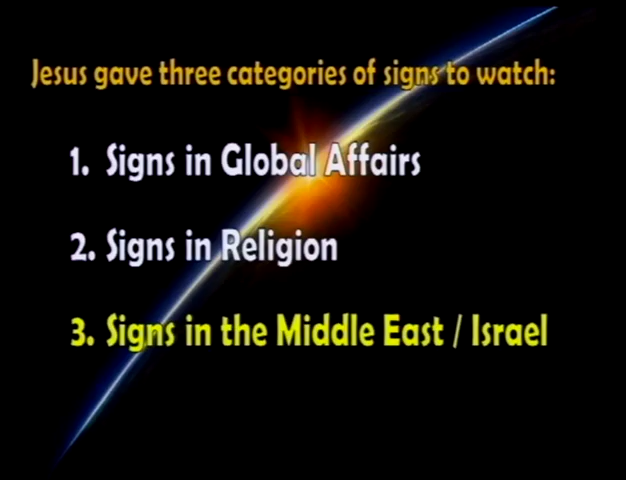 Jesus gave three categories of signs to watch:
1. Signs in Global Affairs
2. Signs in Religion
3. Signs in the Middle East / Israel